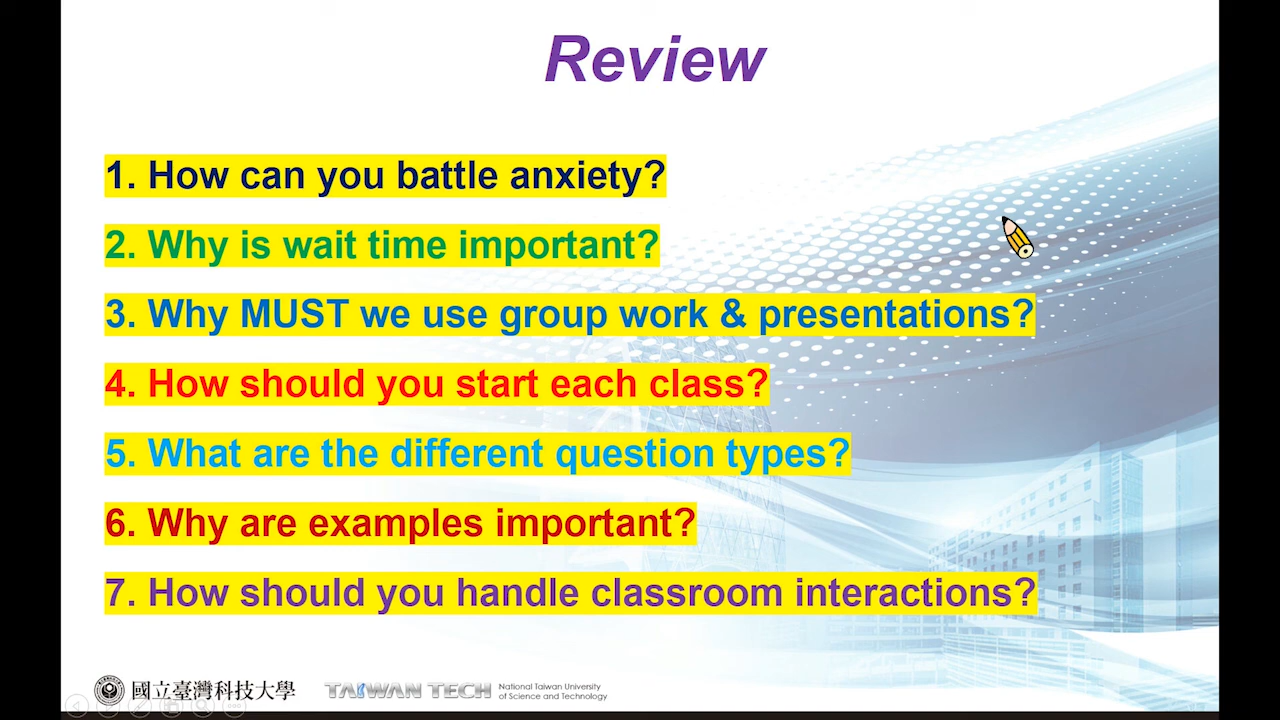 Review
1. How can you battle anxiety?
2. Why is wait time important?
3. Why MUST we use group work & presentations?
4. How should you start each class?
5. What are the different question types?
6. Why are examples important?
7. How should you handle classroom interactions?
國立臺灣科技大學
TAIWAN TECH
National Taiwan University
of Science and Technology